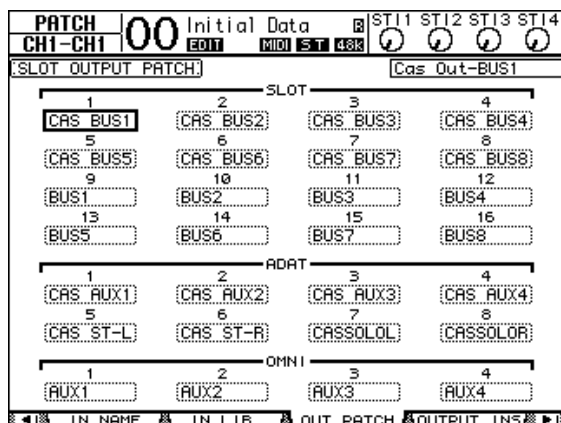 PATCH 00 Initial Data R STI1 STI2 STI3 STI4
CH1-CH1 EDIT MIDI ST 48k
SLOT OUTPUT PATCH Cas Out-BUS1
SLOT
1 2 3 4
CAS BUS1 CAS BUS2 CAS BUS3 CAS BUS4
5 6 7 8
CAS BUS5 CAS BUS6 CAS BUS7 CAS BUS8
9 10 11 12
BUS1 BUS2 BUS3 BUS4
13 14 15 16
BUS5 BUS6 BUS7 BUS8
ADAT
1 2 3 4
CAS AUX1 CAS AUX2 CAS AUX3 CAS AUX4
5 6 7 8
CAS ST-L CAS ST-R CASSOLOL CASSOLOR
OMNI
1 2 3 4
AUX1 AUX2 AUX3 AUX4
IN NAME IN LIB OUT PATCH OUTPUT INS